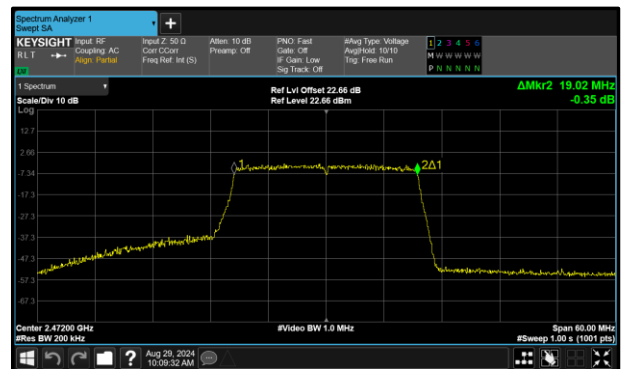 Spectrum Analyzer 1
Swept SA
KEYSIGHT Input: RF Input Z: 50 Ω Atten: 10 dB PNO: Fast #Avg Type: Voltage 1 2 3 4 5 6
RLT Coupling: AC Corr CCorr Preamp: Off Gate: Off Avg|Hold: 10/10 M W W W W W
Align: Partial Freq Ref: Int (S) IF Gain: Low Trig: Free Run
Sig Track: Off P N N N N N
LXI
1 Spectrum Ref Lvl Offset 22.66 dB ΔMkr2 19.02 MHz
Scale/Div 10 dB Ref Level 22.66 dBm -0.35 dB
Log
12.7
2.66
1 2Δ1
-7.34
-17.3
-27.3
-37.3
-47.3
-57.3
-67.3
Center 2.47200 GHz #Video BW 1.0 MHz Span 60.00 MHz
#Res BW 200 kHz #Sweep 1.00 s (1001 pts)
? Aug 29, 2024
10:09:32 AM